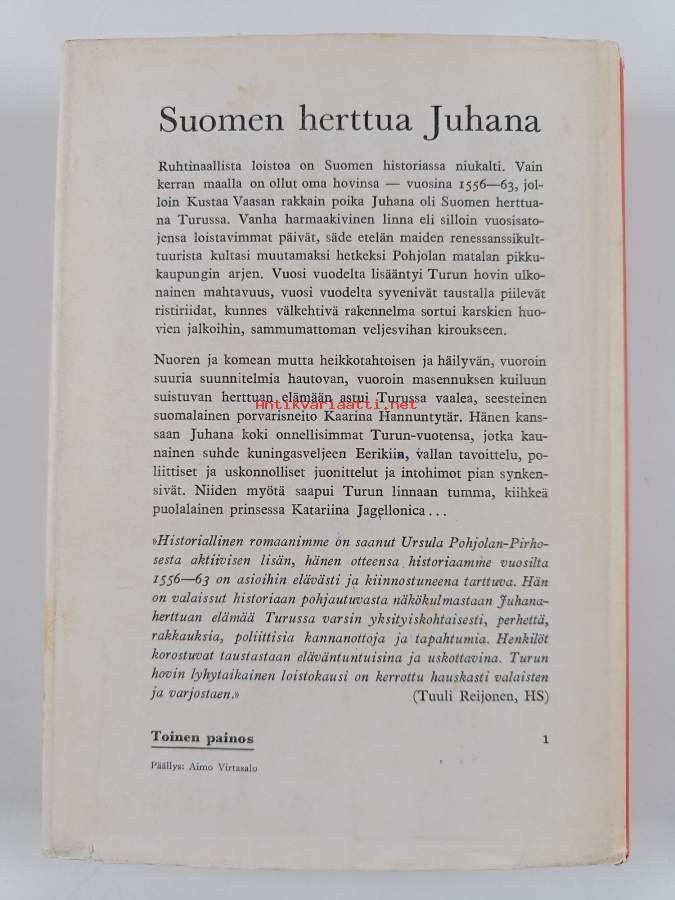 Suomen herttua Juhana
Ruhtinaallista loistoa on Suomen historiassa niukalti. Vain
kerran maalla on ollut oma hovinsa — vuosina 1556—63, jol-
loin Kustaa Vaasan rakkain poika Juhana oli Suomen herttua-
na Turussa. Vanha harmaakivinen linna eli silloin vuosisato-
jensa loistavimmat päivät, säde etelän maiden renessanssikult-
tuurista kultasi muutamaksi hetkeksi Pohjolan matalan pikku-
kaupungin arjen. Vuosi vuodelta lisääntyi Turun hovin ulko-
nainen mahtavuus, vuosi vuodelta syvenivät taustalla piilevät
ristiriidat, kunnes välkehtivä rakennelma sortui karskien huo-
vien jalkoihin, sammumattoman veljesvihan kiroukseen.
Nuoren ja komean mutta heikkotahtoisen ja häilyvän, vuoroin
suuria suunnitelmia hautovan, vuoroin masennuksen kuiluun
suistuvan herttuan elämään astui Turussa vaalea, seesteinen
Antikvariaatti.net
suomalainen porvarisneito Kaarina Hannuntytär. Hänen kans-
saan Juhana koki onnellisimmat Turun-vuotensa, jotka kau-
nainen suhde kuningasveljeen Eerikiin, vallan tavoittelu, po-
liittiset ja uskonnolliset juonittelut ja intohimot pian synken-
sivät. Niiden myötä saapui Turun linnaan tumma, kiihkeä
puolalainen prinsessa Katariina Jagellonica...
»Historiallinen romaanimme on saanut Ursula Pohjolan-Pirho-
sesta aktiivisen lisän, hänen otteensa historiaamme vuosilta
1556—63 on asioihin elävästi ja kiinnostuneena tarttuva. Hän
on valaissut historiaan pohjautuvasta näkökulmastaan Juhana-
herttuan elämää Turussa varsin yksityiskohtaisesti, perhettä,
rakkauksia, poliittisia kannanottoja ja tapahtumia. Henkilöt
korostuvat taustastaan eläväntuntuisina ja uskottavina. Turun
hovin lyhytaikainen loistokausi on kerrottu hauskasti valaisten
ja varjostaen.» (Tuuli Reijonen, HS)
Toinen painos 1
Päällys: Aimo Virtasalo